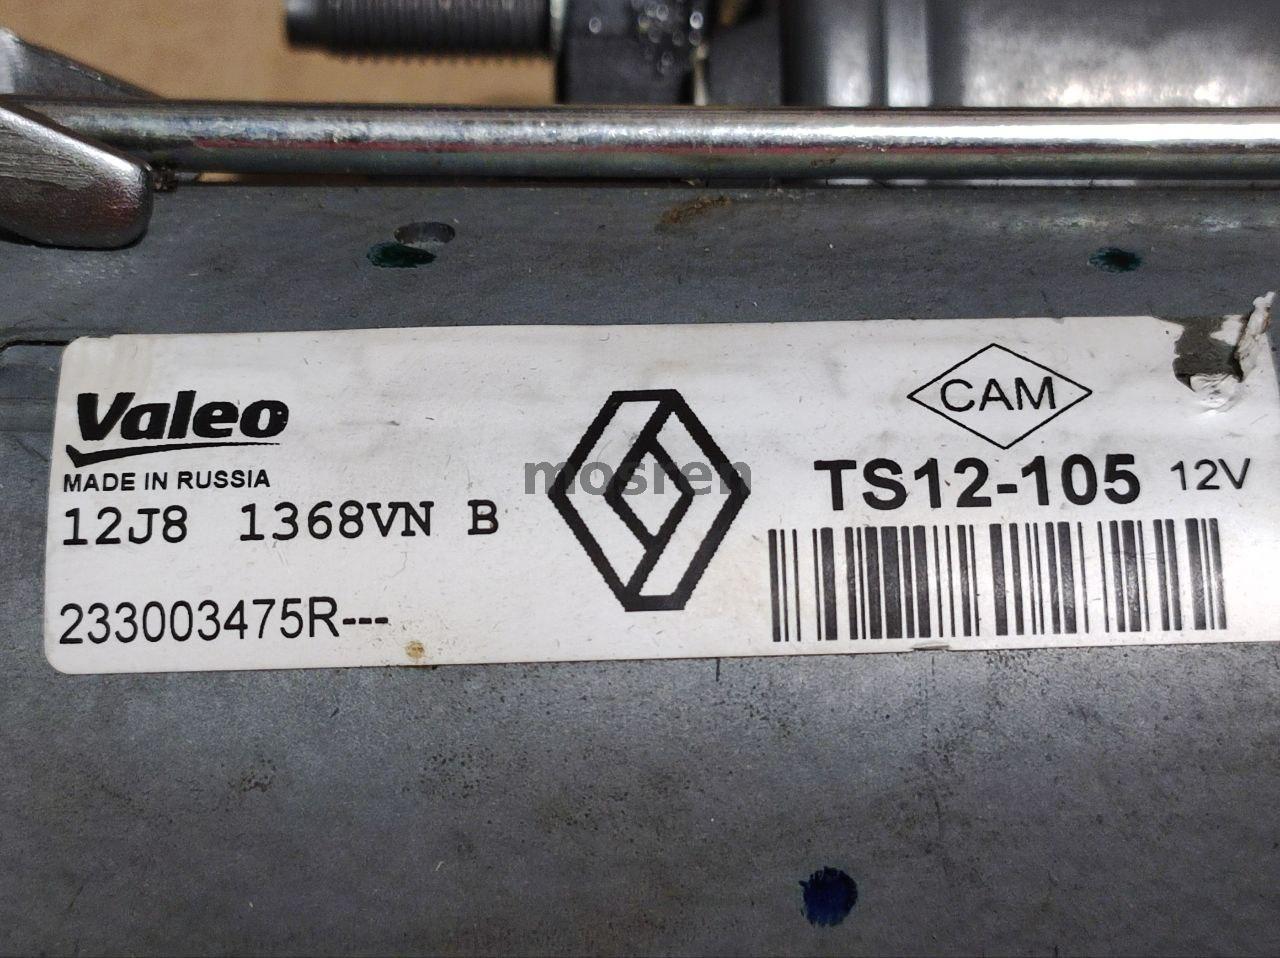 Valeo
MADE IN RUSSIA
12J8 1368VN B
233003475R---
mosren
CAM
TS12-105 12V